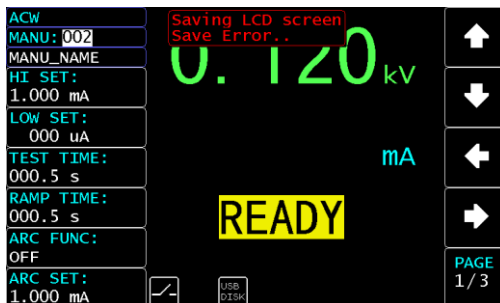 ACW
MANU: 002
MANU_NAME
HI SET:
1.000 mA
LOW SET:
000 uA
TEST TIME:
000.5 s
RAMP TIME:
000.5 s
ARC FUNC:
OFF
ARC SET:
1.000 mA
Saving LCD screen
Save Error..
0.120 kV
mA
READY
USB
DISK
PAGE
1/3